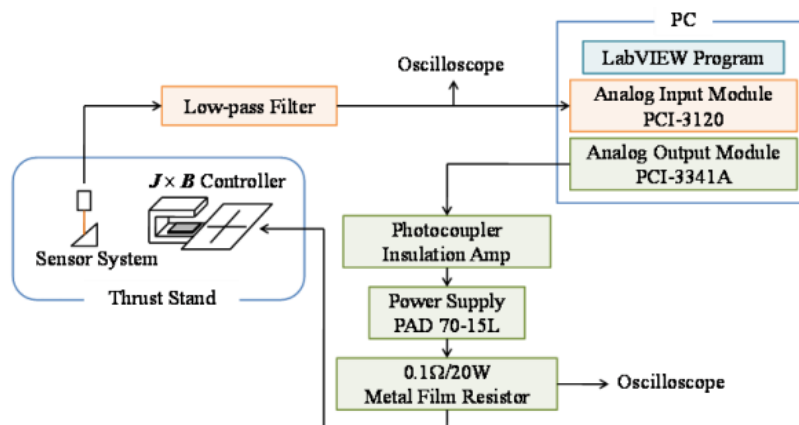 PC
LabVIEW Program
Oscilloscope
Low-pass Filter
Analog Input Module
PCI-3120
Analog Output Module
PCI-3341A
J × B Controller
Sensor System
Thrust Stand
Photocoupler
Insulation Amp
Power Supply
PAD 70-15L
0.1Ω/20W
Metal Film Resistor
Oscilloscope